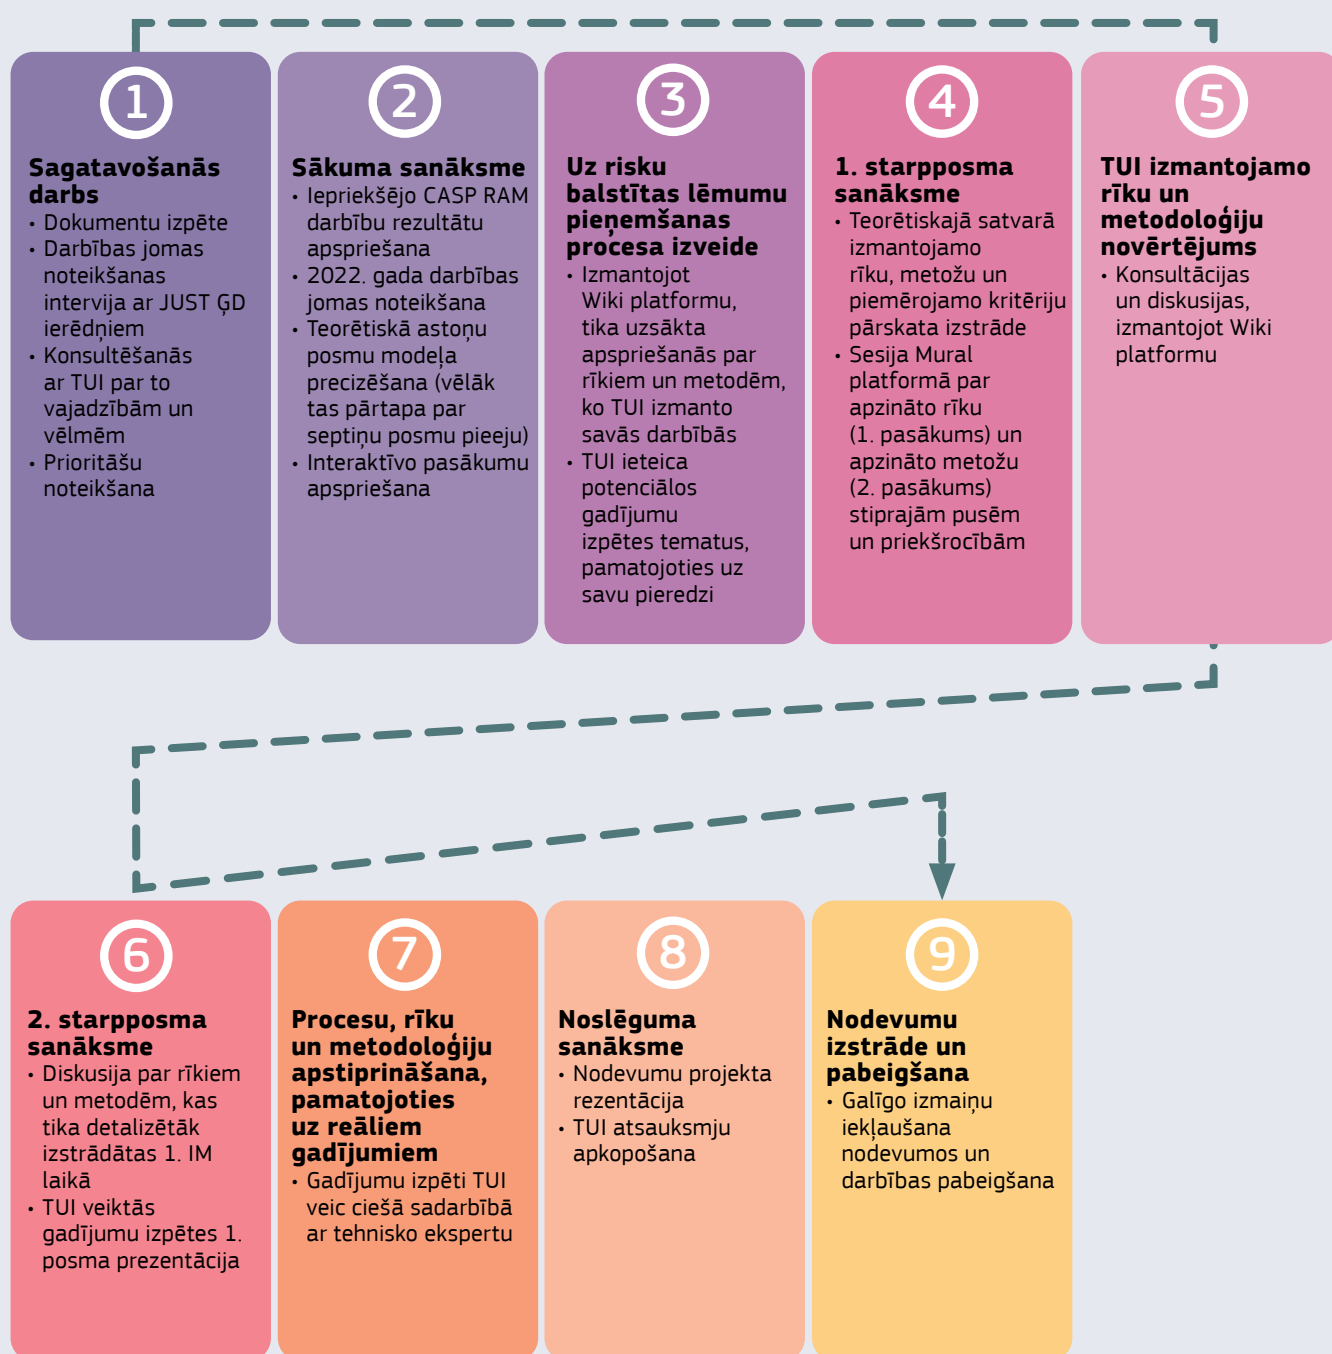 1
Sagatavošanās
darbs
• Dokumentu izpēte
• Darbības jomas
noteikšanas
intervija ar JUST ĢD
ierēdņiem
• Konsultēšanās
ar TUI par to
vajadzībām un
vēlmēm
• Prioritāšu
noteikšana
2
Sākuma sanāksme
• Iepriekšējo CASP RAM
darbību rezultātu
apspriešana
• 2022. gada darbības
jomas noteikšana
• Teorētiskā astoņu
posmu modeļa
precizēšana (vēlāk
tas pārtapa par
septiņu posmu pieeju)
• Interaktīvo pasākumu
apspriešana
3
Uz risku
balstītas lēmumu
pieņemšanas
procesa izveide
• Izmantojot
Wiki platformu,
tika uzsākta
apspriešanās par
rīkiem un metodēm,
ko TUI izmanto
savās darbībās
• TUI ieteica
potenciālos
gadījumu
izpētes tematus,
pamatojoties uz
savu pieredzi
4
1. starpposma
sanāksme
• Teorētiskajā satvarā
izmantojamo
rīku, metožu un
piemērojamo kritēriju
pārskata izstrāde
• Sesija Mural
platformā par
apzināto rīku
(1. pasākums) un
apzināto metožu
(2. pasākums)
stiprajām pusēm
un priekšrocībām
5
TUI izmantojamo
rīku un
metodoloģiju
novērtējums
• Konsultācijas
un diskusijas,
izmantojot Wiki
platformu
6
2. starpposma
sanāksme
• Diskusija par rīkiem
un metodēm, kas
tika detalizētāk
izstrādātas 1. IM
laikā
• TUI veiktās
gadījumu izpētes 1.
posma prezentācija
7
Procesu, rīku
un metodoloģiju
apstiprināšana,
pamatojoties
uz reāliem
gadījumiem
• Gadījumu izpēti TUI
veic ciešā sadarbībā
ar tehnisko ekspertu
8
Noslēguma
sanāksme
• Nodevumu projekta
rezentācija
• TUI atsauksmju
apkopošana
9
Nodevumu
izstrāde un
pabeigšana
• Galīgo izmaiņu
iekļaušana
nodevumos un
darbības pabeigšana